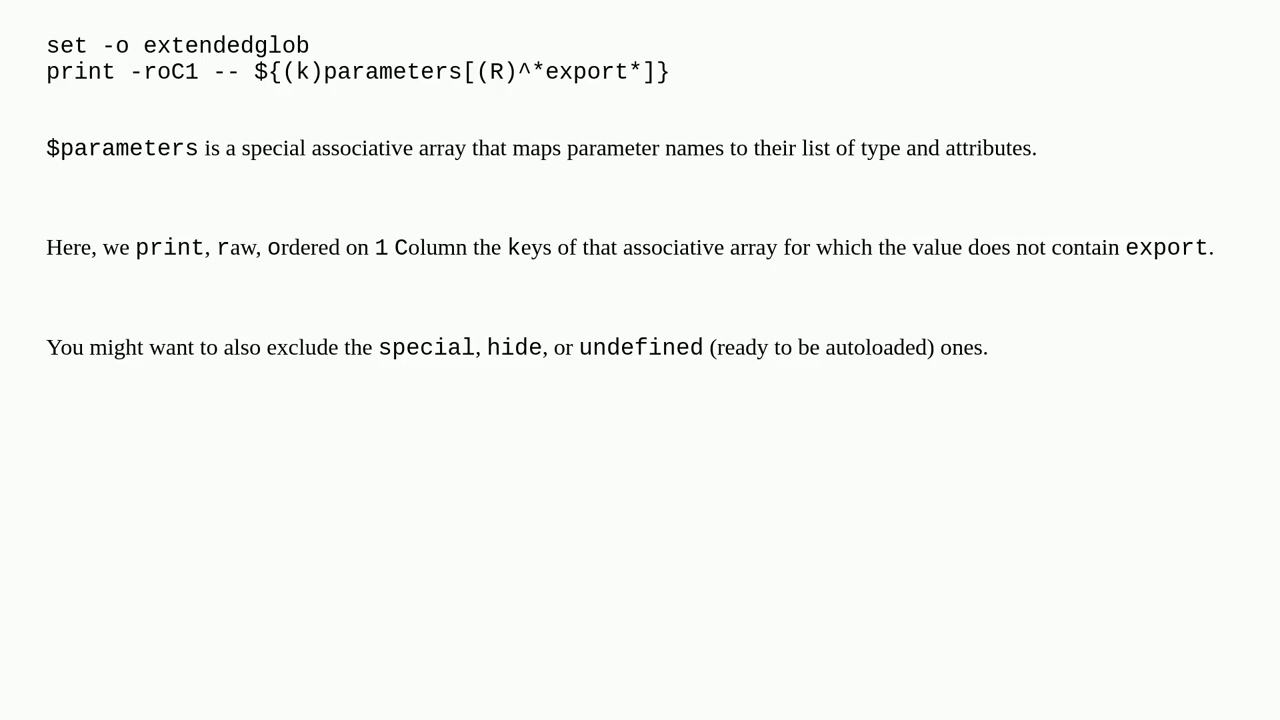 set -o extendedglob
print -roC1 -- ${(k)parameters[(R)^*export*]}
$parameters is a special associative array that maps parameter names to their list of type and attributes.
Here, we print, raw, ordered on 1 Column the keys of that associative array for which the value does not contain export.
You might want to also exclude the special, hide, or undefined (ready to be autoloaded) ones.